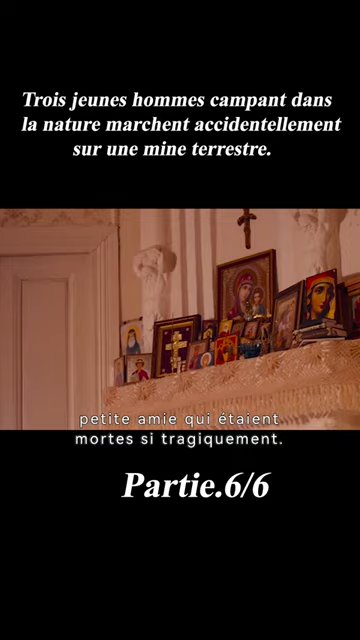 Trois jeunes hommes campant dans
la nature marchent accidentellement
sur une mine terrestre.
petite amie qui étaient
mortes si tragiquement.
Partie.6/6